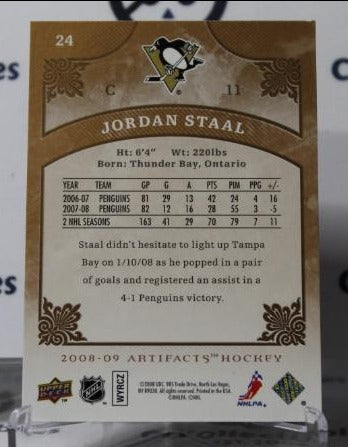 24
C
11
JORDAN STAAL
Ht: 6'4" Wt: 220lbs
Born: Thunder Bay, Ontario
YEAR TEAM GP G A PTS PIM PPG +/-
2006-07 PENGUINS 81 29 13 42 24 4 16
2007-08 PENGUINS 82 12 16 28 55 3 -5
2 NHL SEASONS 163 41 29 70 79 7 11
Staal didn't hesitate to light up Tampa
Bay on 1/10/08 as he popped in a pair
of goals and registered an assist in a
4-1 Penguins victory.
2008-09 ARTIFACTS™ HOCKEY
UPPER DECK
NHL
WYRCZ
NHLPA.